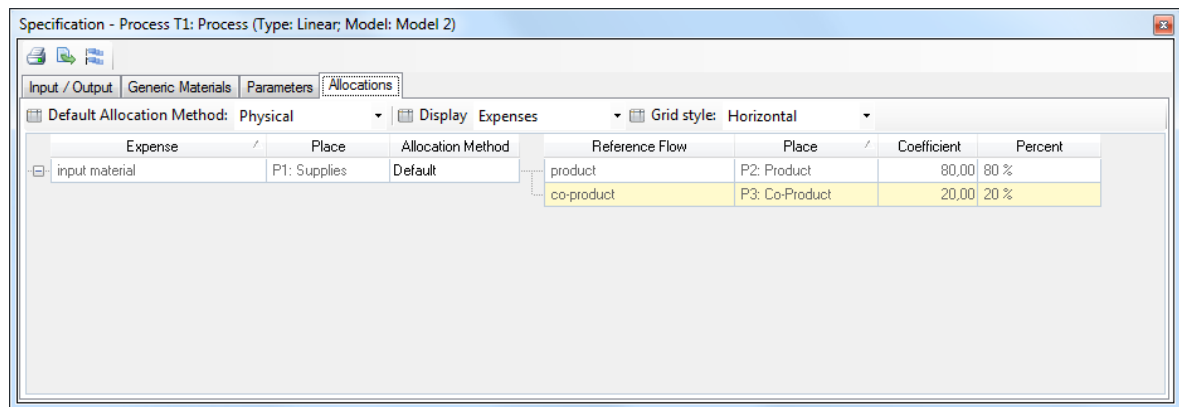 Specification - Process T1: Process (Type: Linear; Model: Model 2)
Input / Output Generic Materials Parameters Allocations
Default Allocation Method: Physical Display Expenses Grid style: Horizontal
Expense Place Allocation Method Reference Flow Place Coefficient Percent
input material P1: Supplies Default product P2: Product 80,00 80 %
co-product P3: Co-Product 20,00 20 %